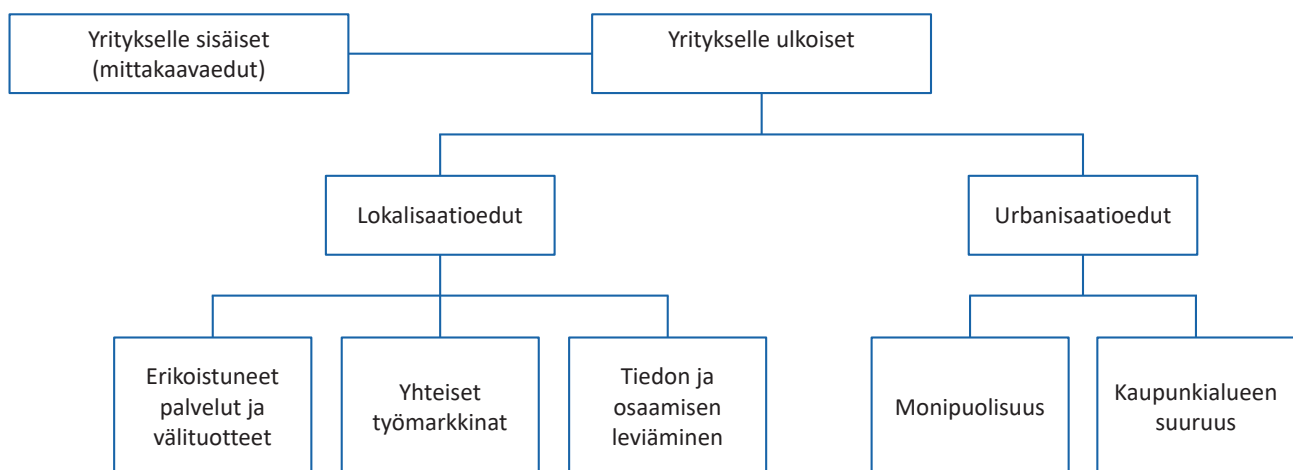 Yritykselle sisäiset
(mittakaavaedut)
Yritykselle ulkoiset
Lokalisaatioedut
Urbanisaatioedut
Erikoistuneet
palvelut ja
välituotteet
Yhteiset
työmarkkinat
Tiedon ja
osaamisen
leviäminen
Monipuolisuus
Kaupunkialueen
suuruus